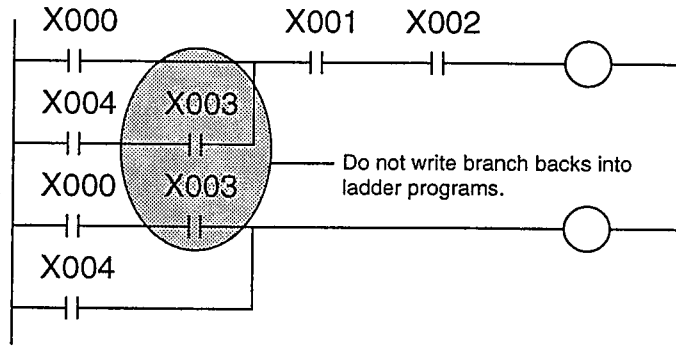 X000 X001 X002
X004 X003
Do not write branch backs into
ladder programs.
X000 X003
X004